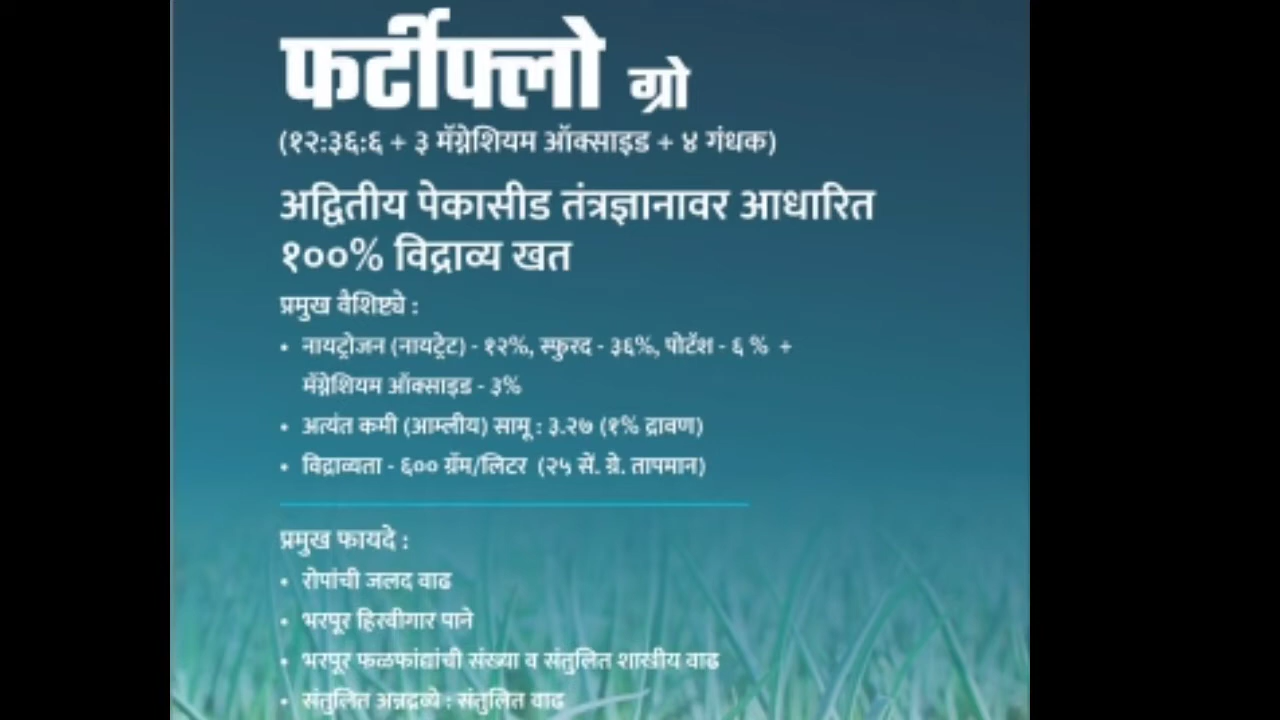 फर्टीफ्लो ग्रो
(१२:३६:६ + ३ मॅग्नेशियम ऑक्साइड + ४ गंधक)
अद्वितीय पेकासीड तंत्रज्ञानावर आधारित
१००% विद्राव्य खत
प्रमुख वैशिष्ट्ये :
• नायट्रोजन (नायट्रेट) - १२%, स्फुरद - ३६%, पोटॅश - ६ % +
मॅग्नेशियम ऑक्साइड - ३%
• अत्यंत कमी (आम्लीय) सामू : ३.२७ (१% द्रावण)
• विद्राव्यता - ६०० ग्रॅम/लिटर (२५ सें. ग्रे. तापमान)
प्रमुख फायदे :
• रोपांची जलद वाढ
• भरपूर हिरवीगार पाने
• भरपूर फळफांद्यांची संख्या व संतुलित शाखीय वाढ
• संतुलित अन्नद्रव्ये : संतुलित वाढ